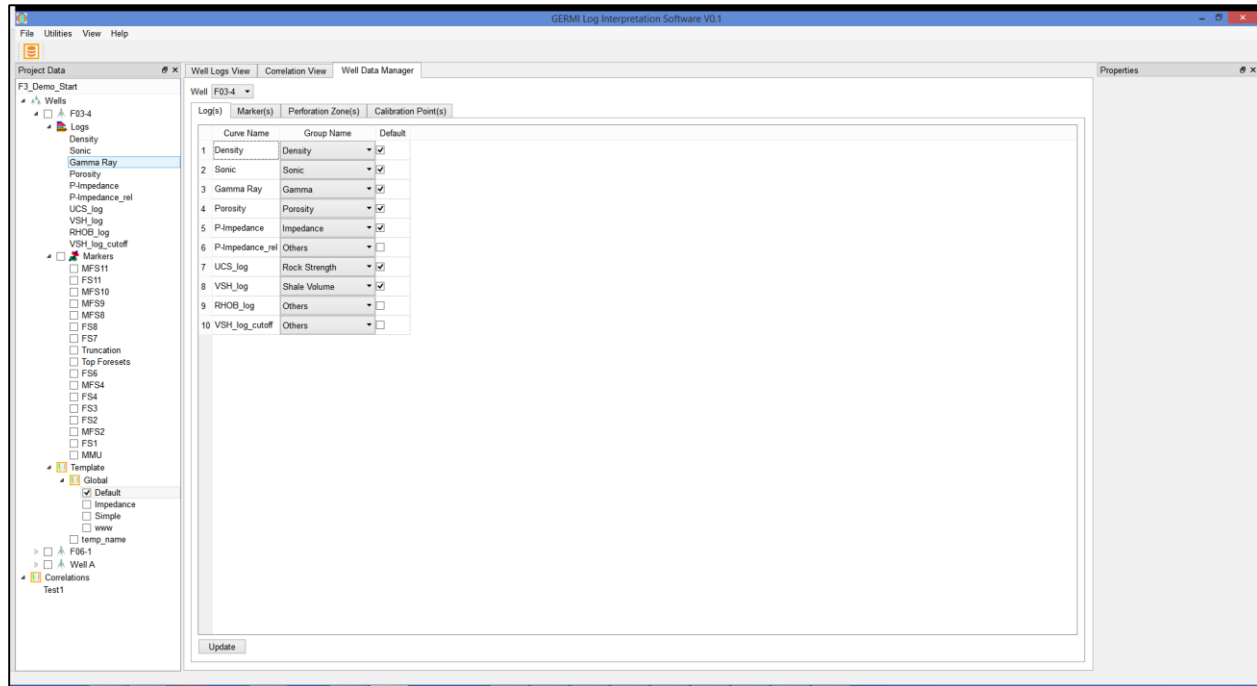 GERMI Log Interpretation Software V0.1
File Utilities View Help
Project Data
F3_Demo_Start
Wells
F03-4
Logs
Density
Sonic
Gamma Ray
Porosity
P-Impedance
P-Impedance_rel
UCS_log
VSH_log
RHOB_log
VSH_log_cutoff
Markers
MFS11
FS11
MFS10
MFS9
MFS8
FS8
FS7
Truncation
Top Foresets
FS6
MFS4
FS4
FS3
FS2
MFS2
FS1
MMU
Template
Global
Default
Impedance
Simple
www
temp_name
F06-1
Well A
Correlations
Test1
Well Logs View Correlation View Well Data Manager
Well F03-4
Log(s) Marker(s) Perforation Zone(s) Calibration Point(s)
Curve Name Group Name Default
1 Density Density
2 Sonic Sonic
3 Gamma Ray Gamma
4 Porosity Porosity
5 P-Impedance Impedance
6 P-Impedance_rel Others
7 UCS_log Rock Strength
8 VSH_log Shale Volume
9 RHOB_log Others
10 VSH_log_cutoff Others
Update
Properties